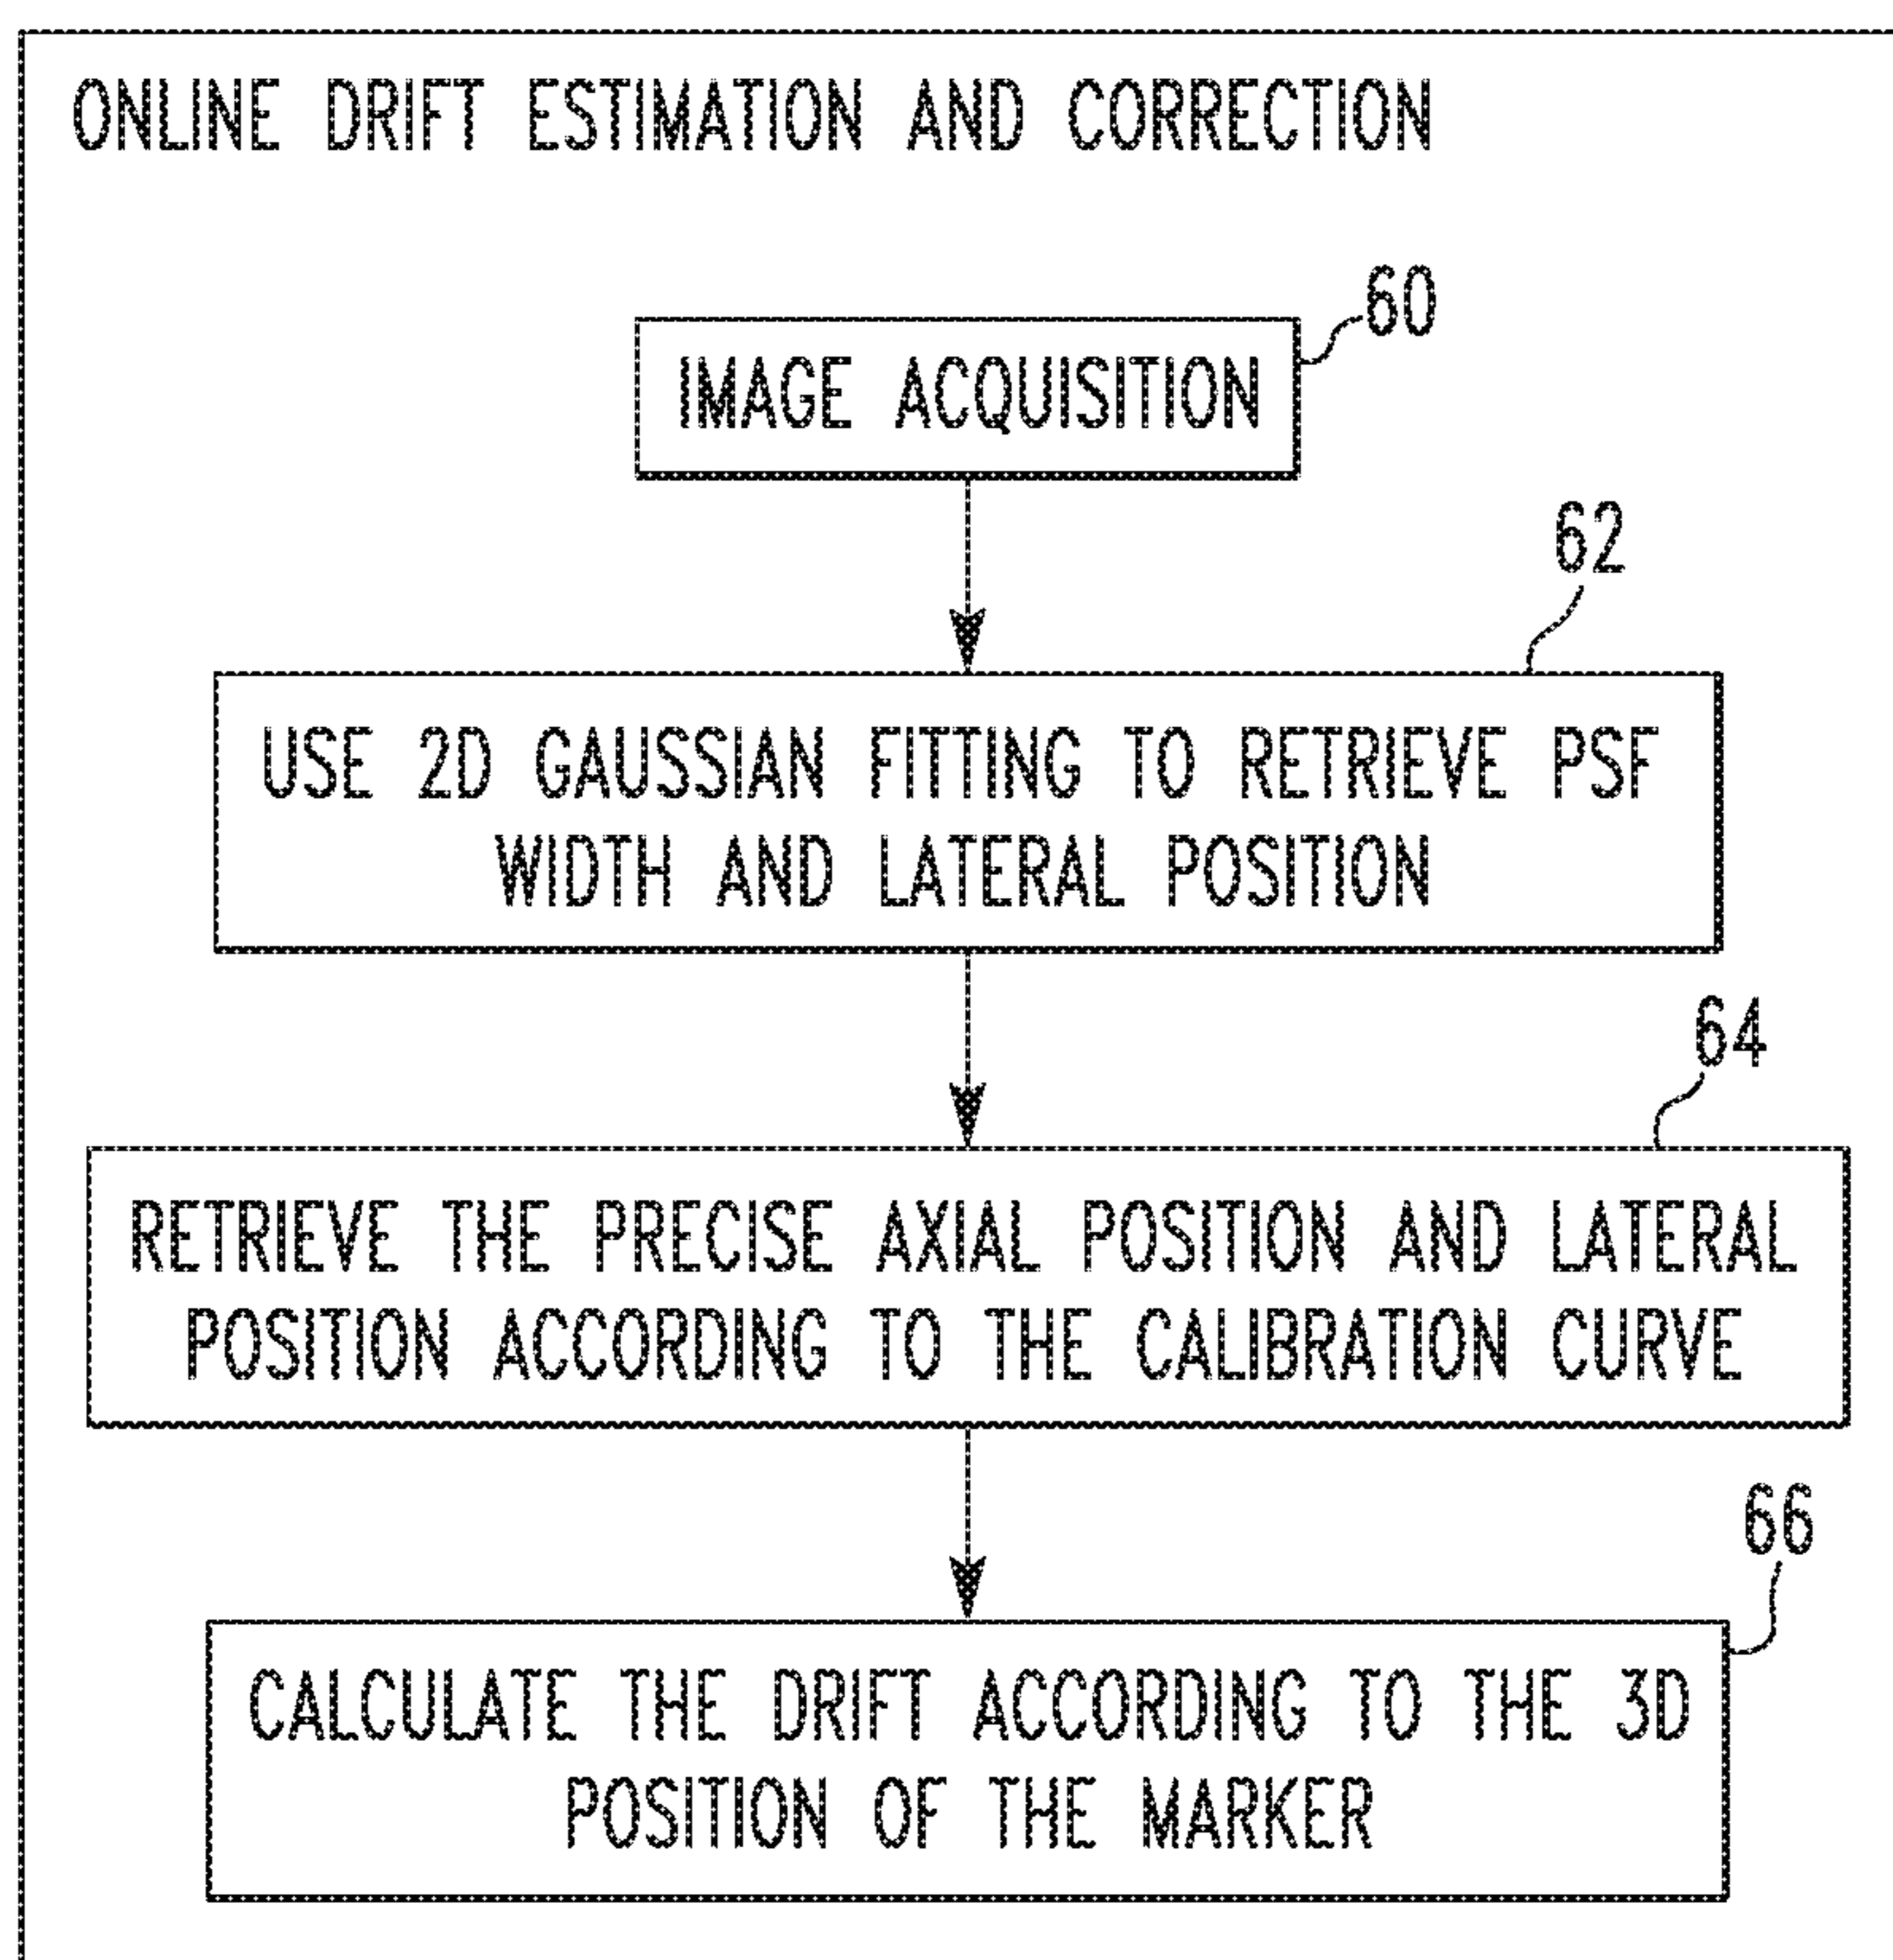 ONLINE DRIFT ESTIMATION AND CORRECTION
60
IMAGE ACQUISITION
62
USE 2D GAUSSIAN FITTING TO RETRIEVE PSF
WIDTH AND LATERAL POSITION
64
RETRIEVE THE PRECISE AXIAL POSITION AND LATERAL
POSITION ACCORDING TO THE CALIBRATION CURVE
66
CALCULATE THE DRIFT ACCORDING TO THE 3D
POSITION OF THE MARKER